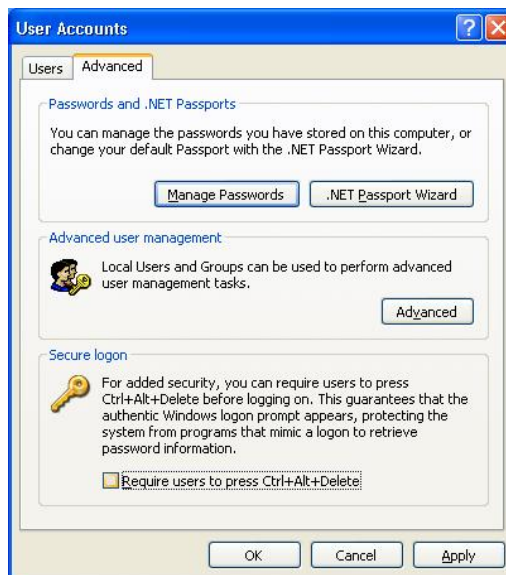 User Accounts
Users
Advanced
Passwords and .NET Passports
You can manage the passwords you have stored on this computer, or
change your default Passport with the .NET Passport Wizard.
Manage Passwords
.NET Passport Wizard
Advanced user management
Local Users and Groups can be used to perform advanced
user management tasks.
Advanced
Secure logon
For added security, you can require users to press
Ctrl+Alt+Delete before logging on. This guarantees that the
authentic Windows logon prompt appears, protecting the
system from programs that mimic a logon to retrieve
password information.
Require users to press Ctrl+Alt+Delete
OK
Cancel
Apply